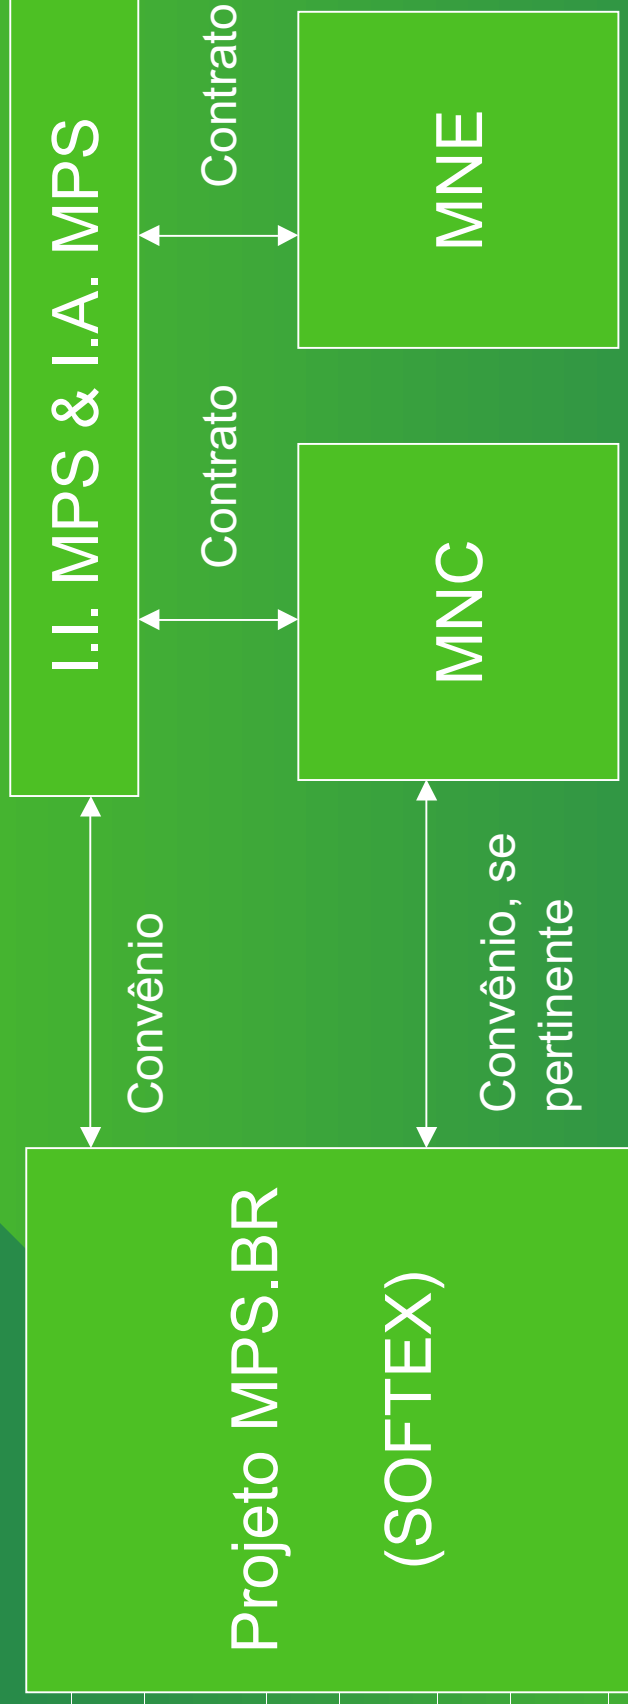 Projeto MPS.BR
(SOFTEX)
Convênio
Convênio, se
pertinente
I.I. MPS & I.A. MPS
Contrato
Contrato
MNC
MNE